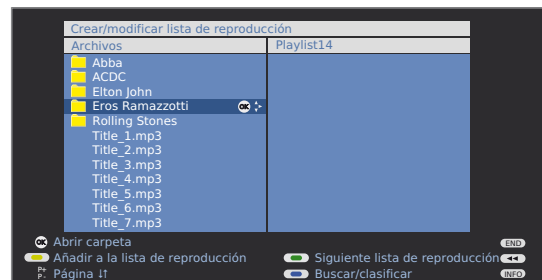 Crear/modificar lista de reproducción
Archivos Playlist14
Abba
ACDC
Elton John
Eros Ramazzotti OK
Rolling Stones
Title_1.mp3
Title_2.mp3
Title_3.mp3
Title_4.mp3
Title_5.mp3
Title_6.mp3
Title_7.mp3
OK Abrir carpeta END
Añadir a la lista de reproducción Siguiente lista de reproducción
P+ P- Página Buscar/clasificar INFO